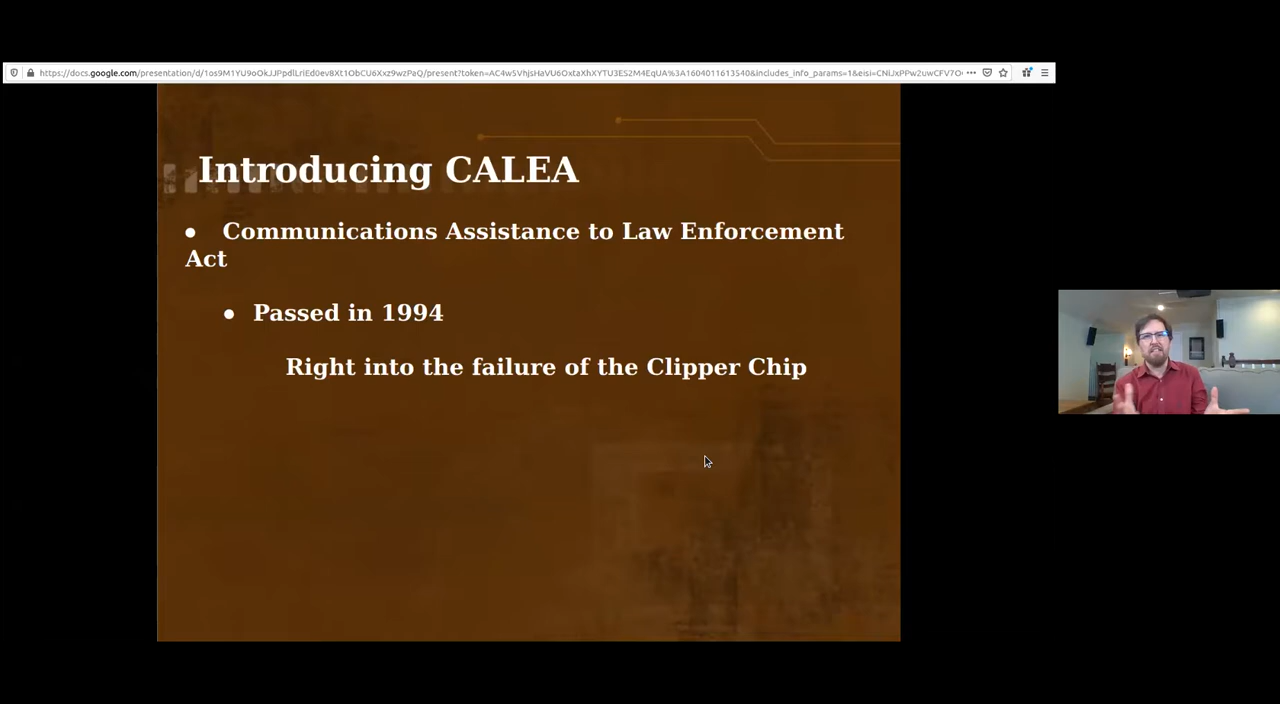 Introducing CALEA
● Communications Assistance to Law Enforcement
Act
● Passed in 1994
Right into the failure of the Clipper Chip